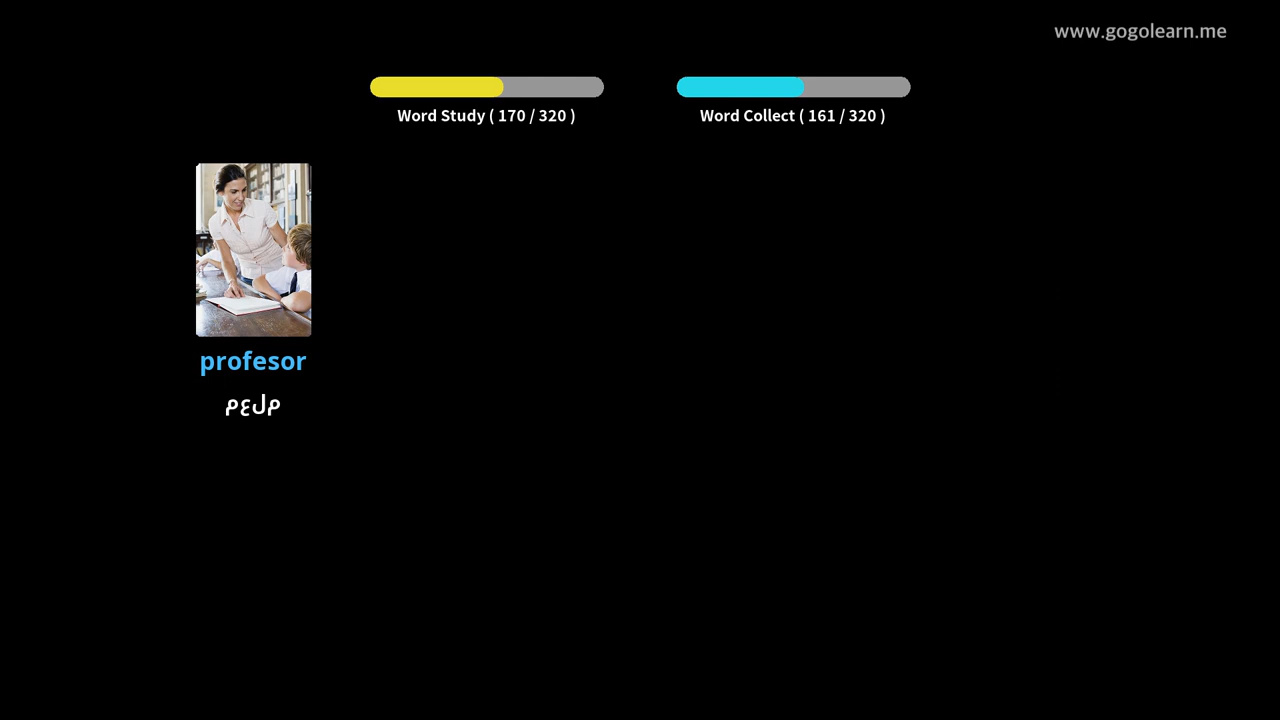 www.gogolearn.me
Word Study ( 170 / 320 )
Word Collect ( 161 / 320 )
profesor
معلم